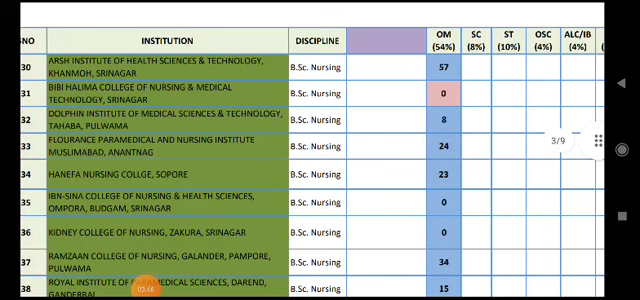 SNO INSTITUTION DISCIPLINE OM (54%) SC (8%) ST (10%) OSC (4%) ALC/IB (4%)
30 ARSH INSTITUTE OF HEALTH SCIENCES & TECHNOLOGY, KHANMOH, SRINAGAR B.Sc. Nursing 57
31 BIBI HALIMA COLLEGE OF NURSING & MEDICAL TECHNOLOGY, SRINAGAR B.Sc. Nursing 0
32 DOLPHIN INSTITUTE OF MEDICAL SCIENCES & TECHNOLOGY, TAHABA, PULWAMA B.Sc. Nursing 8
33 FLOURANCE PARAMEDICAL AND NURSING INSTITUTE MUSLIMABAD, ANANTNAG B.Sc. Nursing 24
3/9
34 HANEFA NURSING COLLGE, SOPORE B.Sc. Nursing 23
35 IBN-SINA COLLEGE OF NURSING & HEALTH SCIENCES, OMPORA, BUDGAM, SRINAGAR B.Sc. Nursing 0
36 KIDNEY COLLEGE OF NURSING, ZAKURA, SRINAGAR B.Sc. Nursing 0
37 RAMZAAN COLLEGE OF NURSING, GALANDER, PAMPORE, PULWAMA B.Sc. Nursing 34
38 ROYAL INSTITUTE OF PARAMEDICAL SCIENCES, DAREND, GANDERBAL B.Sc. Nursing 15
03:46